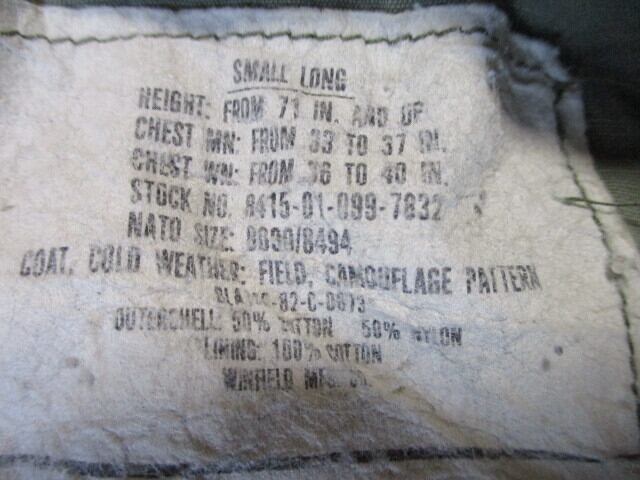 SMALL LONG
HEIGHT: FROM 71 IN. AND UP
CHEST MN: FROM 33 TO 37 IN.
CHEST WN: FROM 36 TO 40 IN.
STOCK NO. 8415-01-099-7832
NATO SIZE:
COAT, COLD WEATHER: FIELD, CAMOUFLAGE PATTERN
OUTERSHELL: 50% COTTON 50% NYLON
LINING: 100% COTTON
WINFIELD MFG.